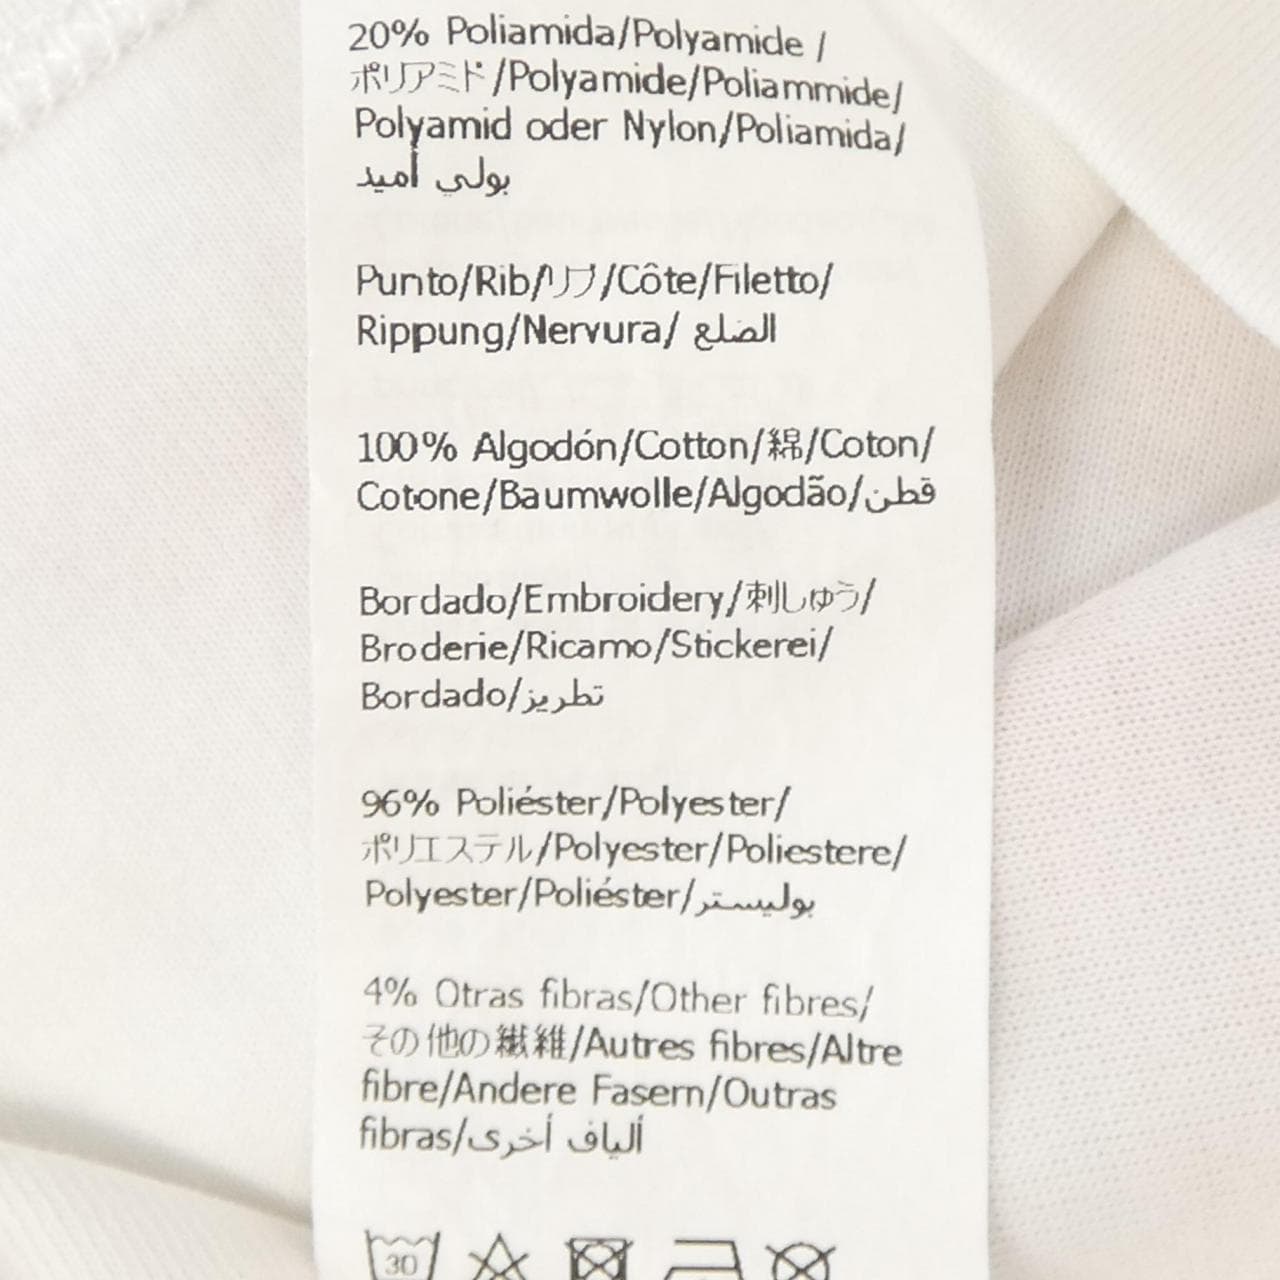 20% Poliamida/Polyamide /
ポリアミド/Polyamide/Poliammide/
Polyamid oder Nylon/Poliamida/
بولي أميد
Punto/Rib/リブ/Côte/Filetto/
Rippung/Nervura/ الضلع
100% Algodón/Cotton/綿/Coton/
Cotone/Baumwolle/Algodão/قطن
Bordado/Embroidery/刺しゅう/
Broderie/Ricamo/Stickerei/
Bordado/تطريز
96% Poliéster/Polyester/
ポリエステル/Polyester/Poliestere/
Polyester/Poliéster/بوليستر
4% Otras fibras/Other fibres/
その他の繊維/Autres fibres/Altre
fibre/Andere Fasern/Outras
fibras/ألياف أخرى
30